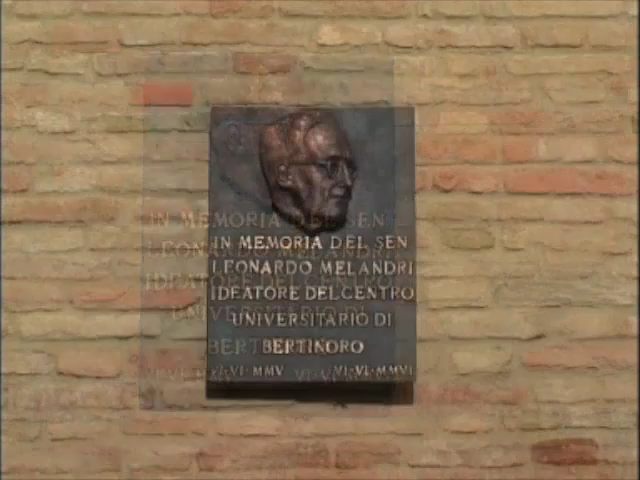 IN MEMORIA DEL SEN
LEONARDO MELANDRI
IDEATORE DEL CENTRO
UNIVERSITARIO DI
BERTINORO
VI·VI·MMVI